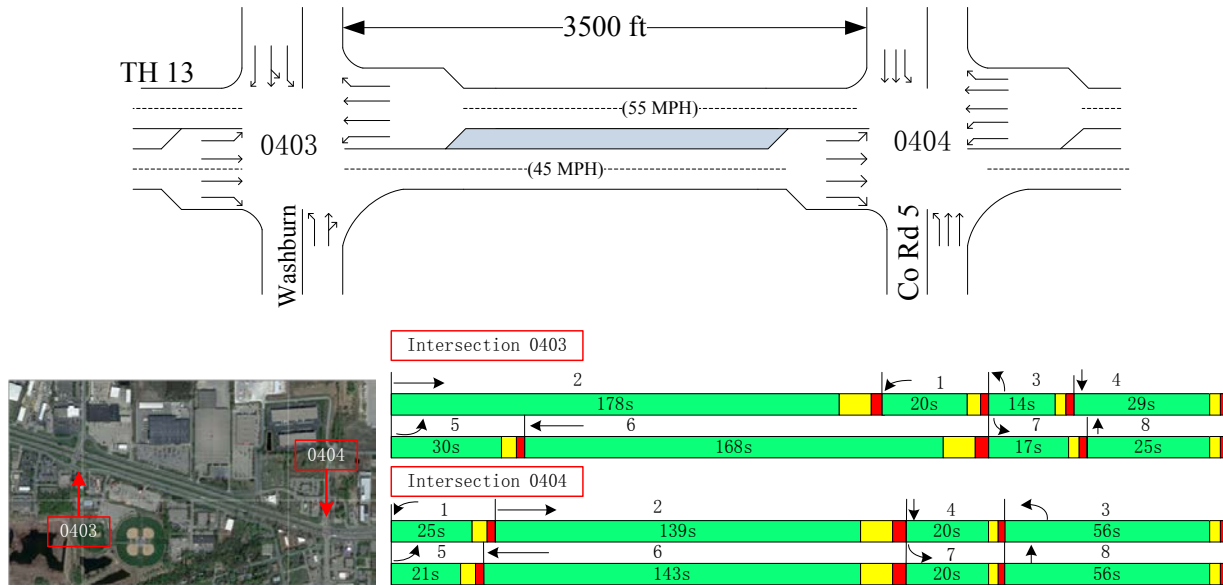 3500 ft
TH 13
(55 MPH)
0403
0404
(45 MPH)
Washburn
Co Rd 5
Intersection 0403
2 1 3 4
178s 20s 14s 29s
5 6 7 8
30s 168s 17s 25s
Intersection 0404
1 2 4 3
25s 139s 20s 56s
5 6 7 8
21s 143s 20s 56s
0404
0403